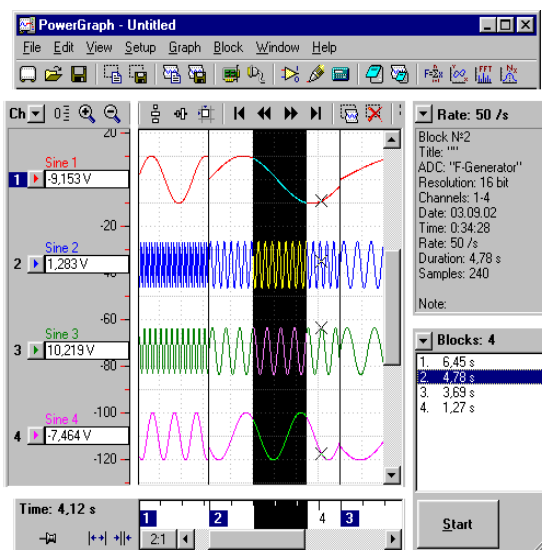 PowerGraph - Untitled
File Edit View Setup Graph Block Window Help
Ch
Rate: 50 /s
Block №2
Title: ""
ADC: "F-Generator"
Resolution: 16 bit
Channels: 1-4
Date: 03.09.02
Time: 0:34:28
Rate: 50 /s
Duration: 4,78 s
Samples: 240
Note:
20
Sine 1
1 -9,153 V
-20
Sine 2
2 1,283 V
-40
-60
Sine 3
3 10,219 V
-80
-100
Sine 4
4 -7,464 V
-120
Blocks: 4
1. 6,45 s
2. 4,78 s
3. 3,69 s
4. 1,27 s
Time: 4,12 s
1 2 4 3
2:1
Start